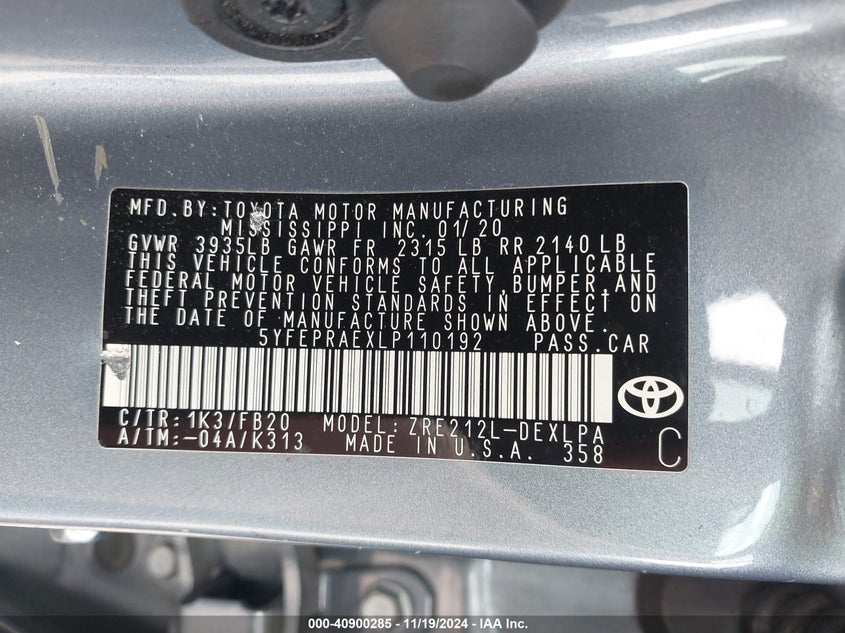 MFD.BY:TOYOTA MOTOR MANUFACTURING
MISSISSIPPI INC. 01/20
GVWR 3935LB GAWR FR 2315 LB RR 2140 LB
THIS VEHICLE CONFORMS TO ALL APPLICABLE
FEDERAL MOTOR VEHICLE SAFETY,BUMPER,AND
THEFT PREVENTION STANDARDS IN EFFECT ON
THE DATE OF MANUFACTURE SHOWN ABOVE.
5YFEPRAEXLP110192 PASS.CAR
C/TR:1K3/FB20 MODEL:ZRE212L-DEXLPA
A/TM:-04A/K313 MADE IN U.S.A. 358 C
000-40900285 - 11/19/2024 - IAA Inc.